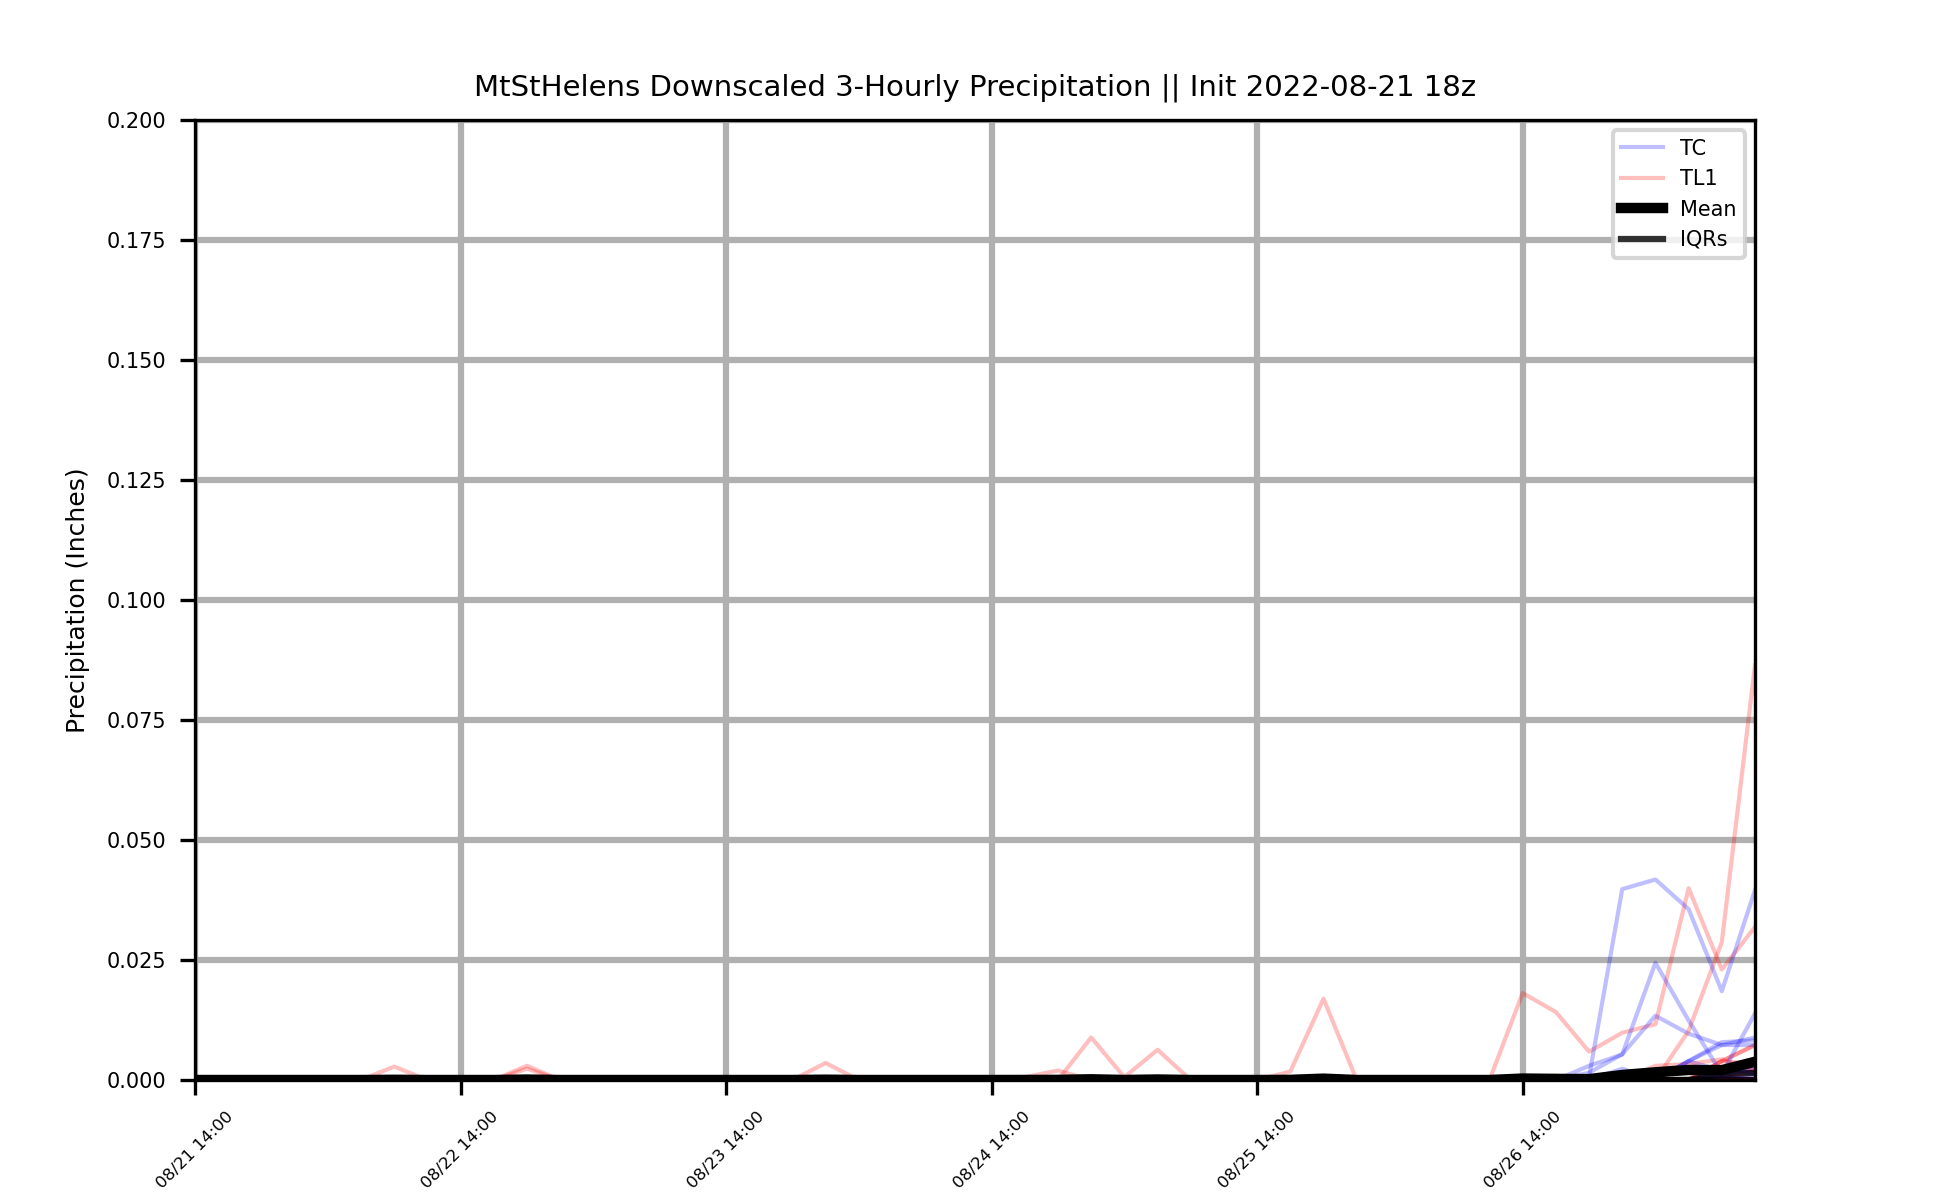 MtStHelens Downscaled 3-Hourly Precipitation || Init 2022-08-21 18z
Precipitation (Inches)
0.200
0.175
0.150
0.125
0.100
0.075
0.050
0.025
0.000
TC
TL1
Mean
IQRs
08/21 14:00
08/22 14:00
08/23 14:00
08/24 14:00
08/25 14:00
08/26 14:00